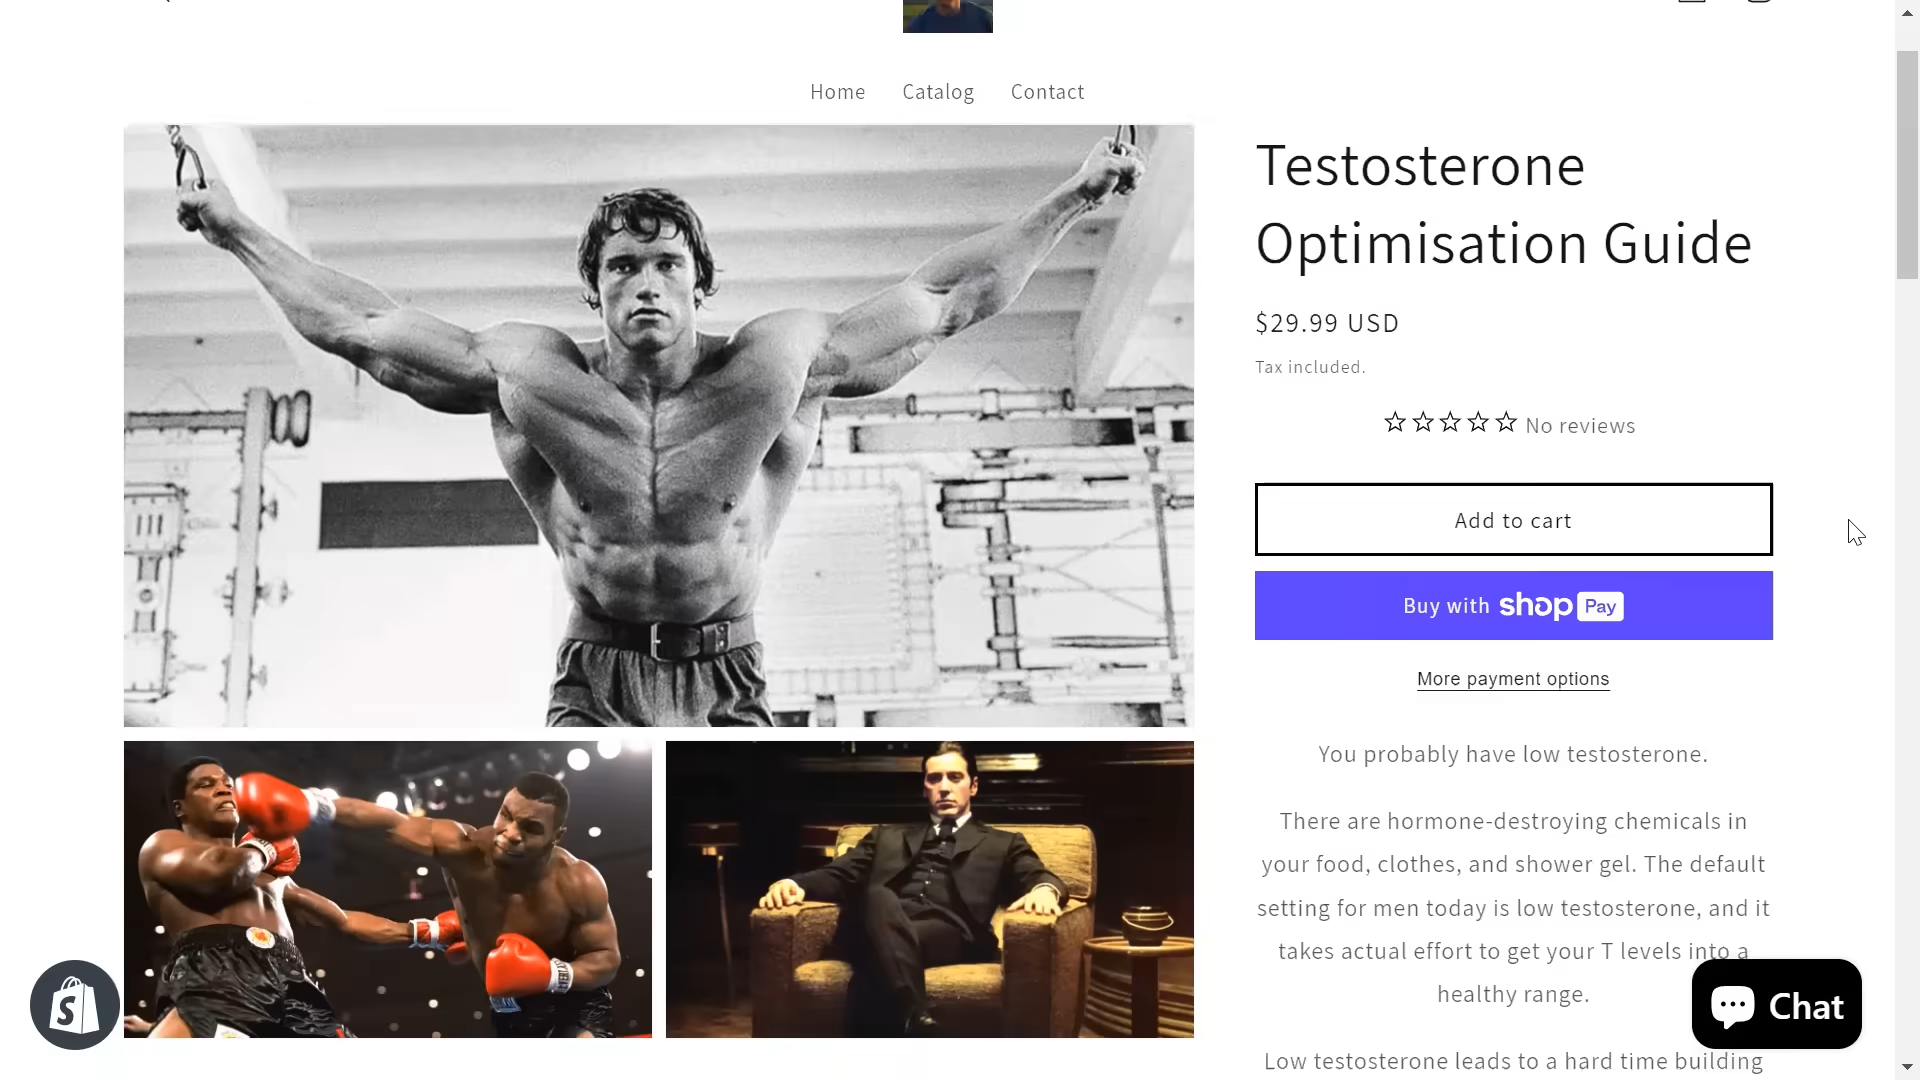 Home Catalog Contact
Testosterone
Optimisation Guide
$29.99 USD
Tax included.
No reviews
Add to cart
Buy with shop Pay
More payment options
You probably have low testosterone.
There are hormone-destroying chemicals in
your food, clothes, and shower gel. The default
setting for men today is low testosterone, and it
takes actual effort to get your T levels into a
healthy range.
Low testosterone leads to a hard time building
Chat